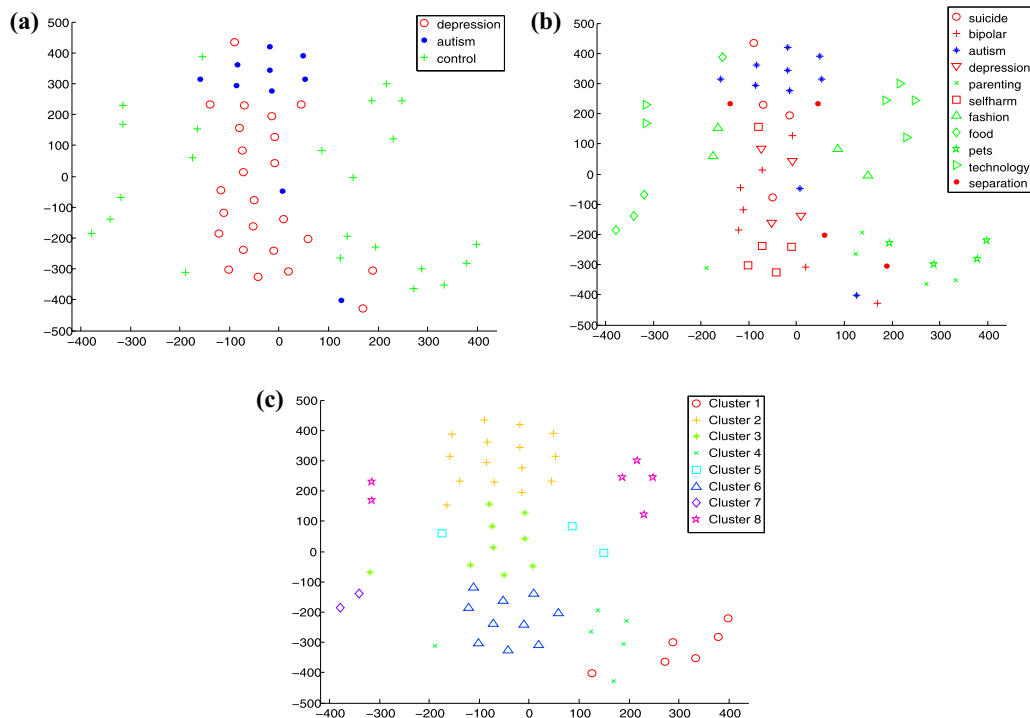 (a)
500
400
300
200
100
0
−100
−200
−300
−400
−500
−400 −300 −200 −100 0 100 200 300 400
depression
autism
control
(b)
500
400
300
200
100
0
−100
−200
−300
−400
−500
−400 −300 −200 −100 0 100 200 300 400
suicide
bipolar
autism
depression
parenting
selfharm
fashion
food
pets
technology
separation
(c)
500
400
300
200
100
0
−100
−200
−300
−400
−500
−400 −300 −200 −100 0 100 200 300 400
Cluster 1
Cluster 2
Cluster 3
Cluster 4
Cluster 5
Cluster 6
Cluster 7
Cluster 8